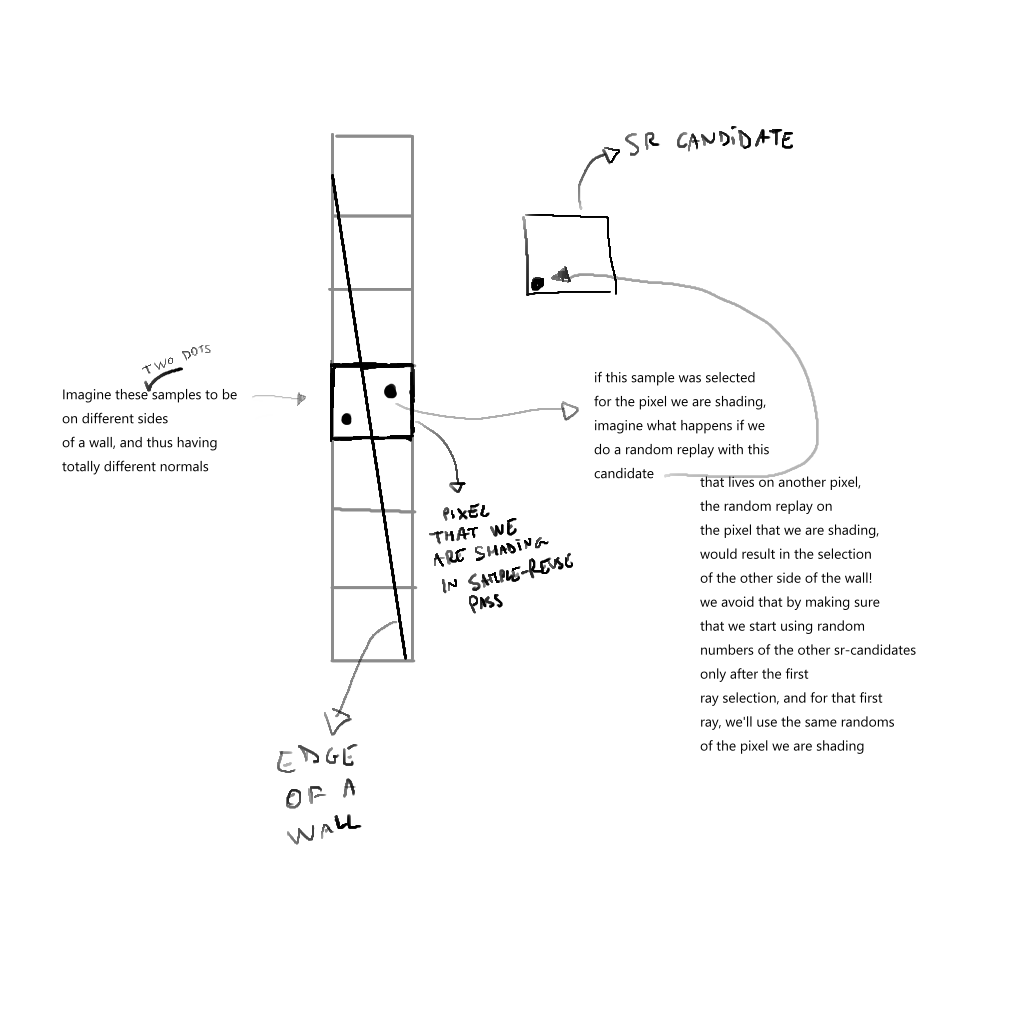 SR CANDIDATE
TWO DOTS
Imagine these samples to be
on different sides
of a wall, and thus having
totally different normals
if this sample was selected
for the pixel we are shading,
imagine what happens if we
do a random replay with this
candidate
that lives on another pixel,
the random replay on
the pixel that we are shading,
would result in the selection
of the other side of the wall!
we avoid that by making sure
that we start using random
numbers of the other sr-candidates
only after the first
ray selection, and for that first
ray, we'll use the same randoms
of the pixel we are shading
PIXEL
THAT WE
ARE SHADING
IN SAMPLE-REUSE
PASS
EDGE
OF A
WALL